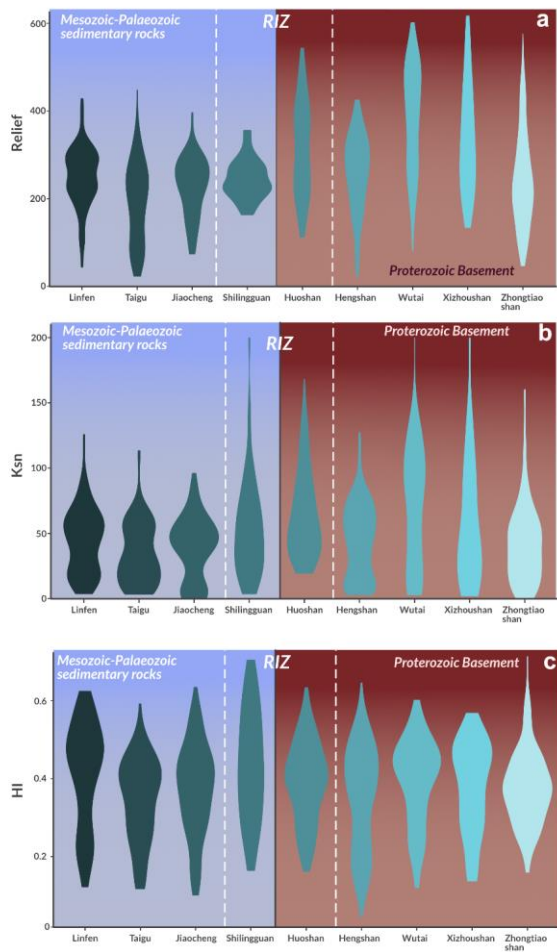 Mesozoic-Palaeozoic
sedimentary rocks
RIZ
a
600
400
200
0
Relief
Proterozoic Basement
Linfen Taigu Jiaocheng Shilingguan Huoshan Hengshan Wutai Xizhoushan Zhongtiao
shan
Mesozoic-Palaeozoic
sedimentary rocks
RIZ
Proterozoic Basement
b
200
150
100
50
0
Ksn
Linfen Taigu Jiaocheng Shilingguan Huoshan Hengshan Wutai Xizhoushan Zhongtiao
shan
Mesozoic-Palaeozoic
sedimentary rocks
RIZ
Proterozoic Basement
c
0.6
0.4
0.2
0
HI
Linfen Taigu Jiaocheng Shilingguan Huoshan Hengshan Wutai Xizhoushan Zhongtiao
shan